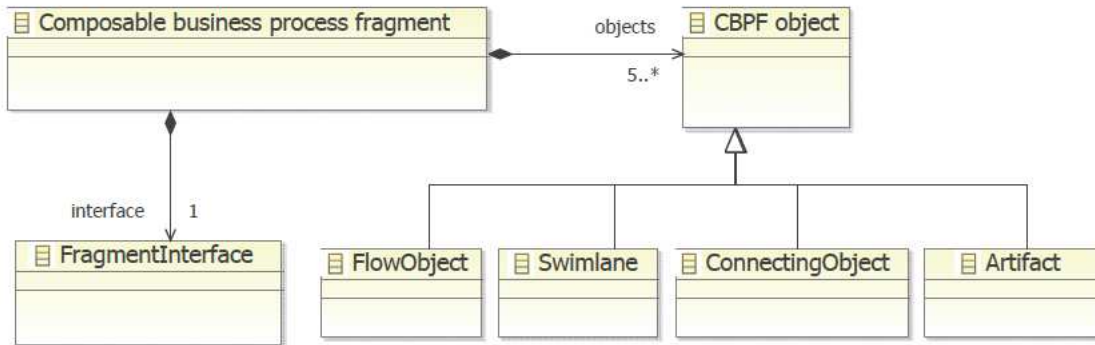 Composable business process fragment
objects
CBPF object
5..*
interface
1
FragmentInterface
FlowObject
Swimlane
ConnectingObject
Artifact